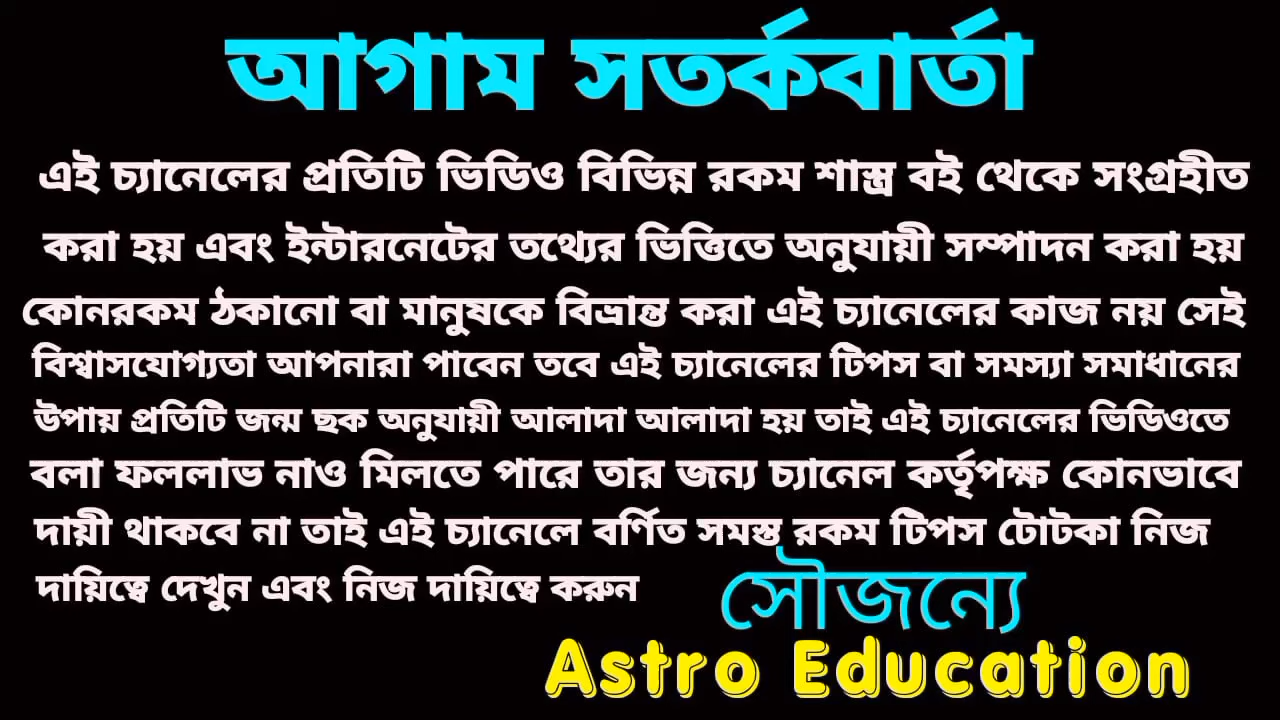 আগাম সতর্কবার্তা
এই চ্যানেলের প্রতিটি ভিডিও বিভিন্ন রকম শাস্ত্র বই থেকে সংগ্রহীত
করা হয় এবং ইন্টারনেটের তথ্যের ভিত্তিতে অনুযায়ী সম্পাদন করা হয়
কোনরকম ঠকানো বা মানুষকে বিভ্রান্ত করা এই চ্যানেলের কাজ নয় সেই
বিশ্বাসযোগ্যতা আপনারা পাবেন তবে এই চ্যানেলের টিপস বা সমস্যা সমাধানের
উপায় প্রতিটি জন্ম ছক অনুযায়ী আলাদা আলাদা হয় তাই এই চ্যানেলের ভিডিওতে
বলা ফললাভ নাও মিলতে পারে তার জন্য চ্যানেল কর্তৃপক্ষ কোনভাবে
দায়ী থাকবে না তাই এই চ্যানেলে বর্ণিত সমস্ত রকম টিপস টোটকা নিজ
দায়িত্বে দেখুন এবং নিজ দায়িত্বে করুন
সৌজন্যে
Astro Education